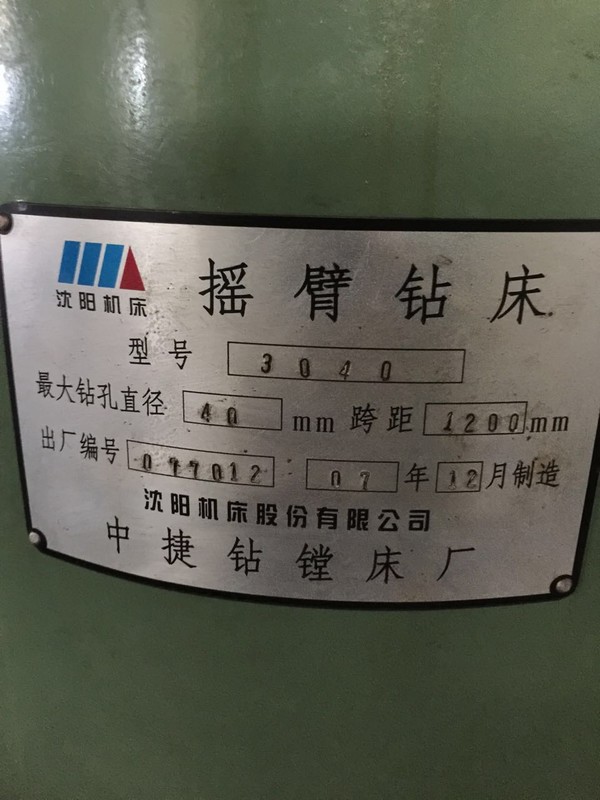 沈阳机床
摇臂钻床
型号 3040
最大钻孔直径 40 mm 跨距 1200 mm
出厂编号 077012 07 年 12 月制造
沈阳机床股份有限公司
中捷钻镗床厂